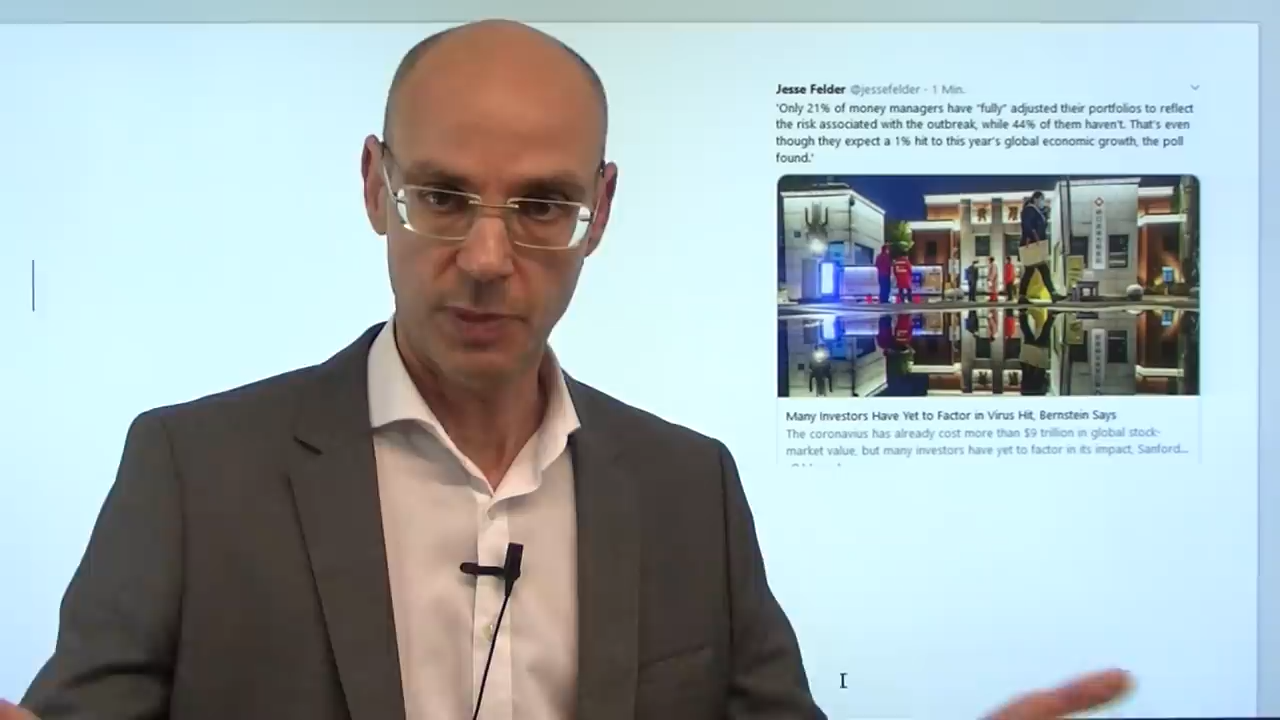 Jesse Felder @jessefelder · 1 Min.
'Only 21% of money managers have "fully" adjusted their portfolios to reflect
the risk associated with the outbreak, while 44% of them haven't. That's even
though they expect a 1% hit to this year's global economic growth, the poll
found.'
Many Investors Have Yet to Factor in Virus Hit, Bernstein Says
The coronavius has already cost more than $9 trillion in global stock-
market value, but many investors have yet to factor in its impact, Sanford...